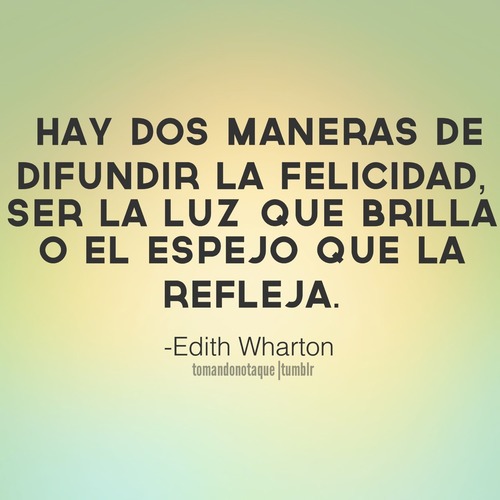 HAY DOS MANERAS DE
DIFUNDIR LA FELICIDAD,
SER LA LUZ QUE BRILLA
O EL ESPEJO QUE LA
REFLEJA.
-Edith Wharton
tomandonotaque |tumblr